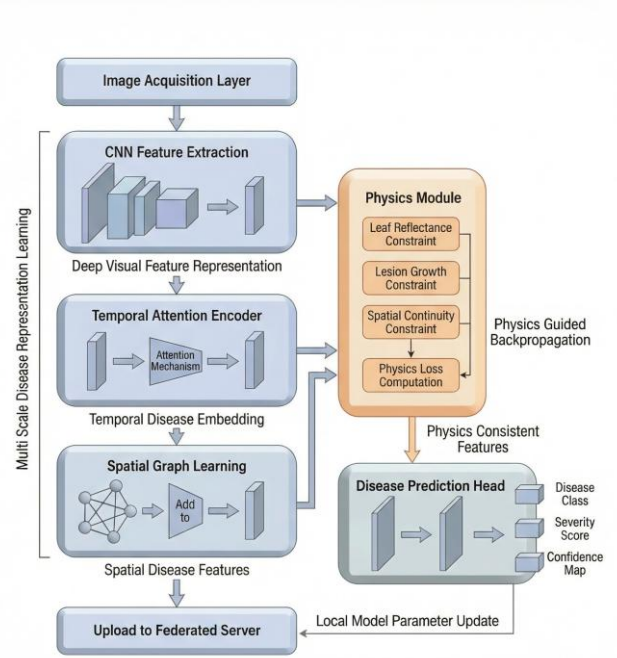 Image Acquisition Layer
CNN Feature Extraction
Deep Visual Feature Representation
Temporal Attention Encoder
Attention
Mechanism
Temporal Disease Embedding
Spatial Graph Learning
Add
to
Spatial Disease Features
Upload to Federated Server
Multi Scale Disease Representation Learning
Physics Module
Leaf Reflectance
Constraint
Lesion Growth
Constraint
Spatial Continuity
Constraint
Physics Loss
Computation
Physics Guided
Backpropagation
Physics Consistent
Features
Disease Prediction Head
Disease
Class
Severity
Score
Confidence
Map
Local Model Parameter Update